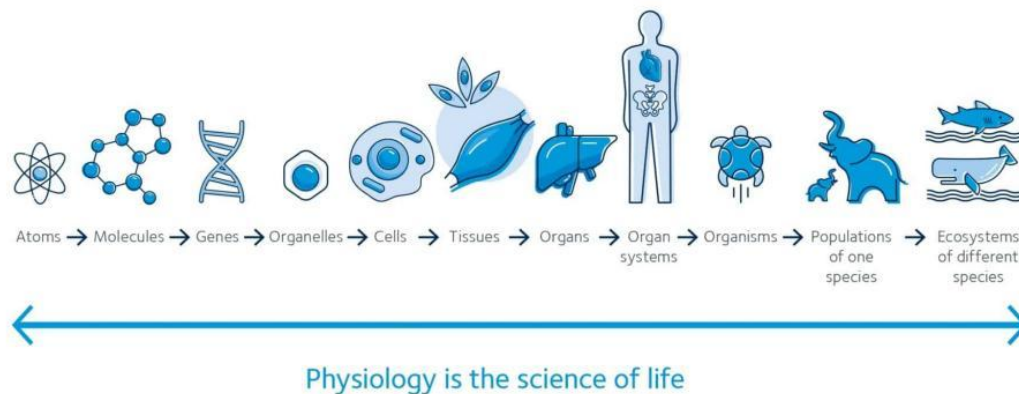 Atoms → Molecules → Genes → Organelles → Cells → Tissues → Organs → Organ systems → Organisms → Populations of one species → Ecosystems of different species
Physiology is the science of life